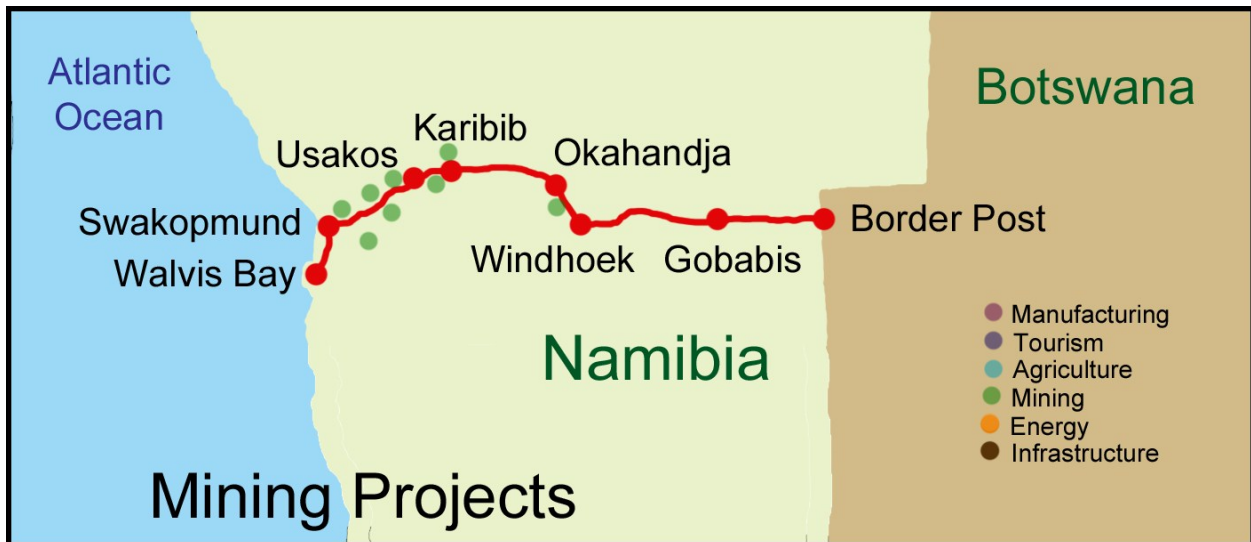 Atlantic
Ocean
Botswana
Karibib
Usakos
Okahandja
Swakopmund
Border Post
Walvis Bay
Windhoek
Gobabis
Namibia
Manufacturing
Tourism
Agriculture
Mining
Energy
Infrastructure
Mining Projects